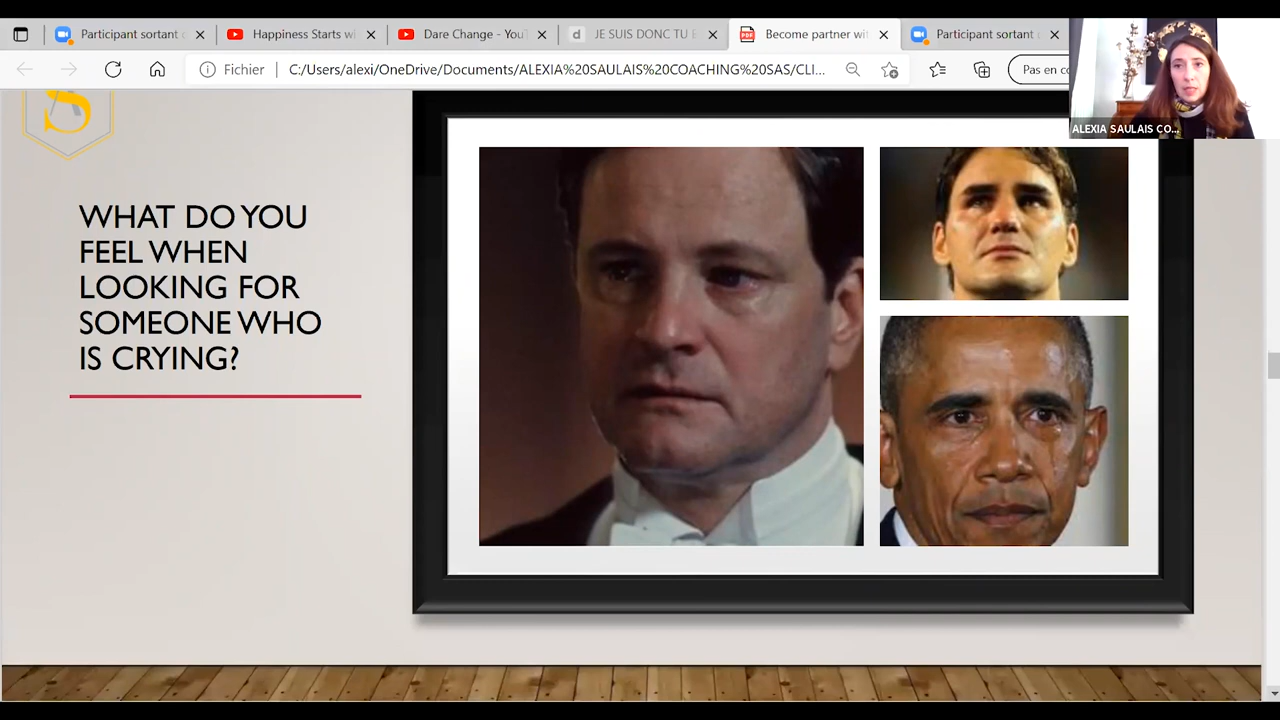 Participant sortant
Happiness Starts wi
Dare Change - You
JE SUIS DONC TU
Become partner wit
Participant sortant
Fichier
C:/Users/alexi/OneDrive/Documents/ALEXIA%20SAULAIS%20COACHING%20SAS/CLI...
Pas en co
ALEXIA SAULAIS CO...
S
WHAT DO YOU
FEEL WHEN
LOOKING FOR
SOMEONE WHO
IS CRYING?